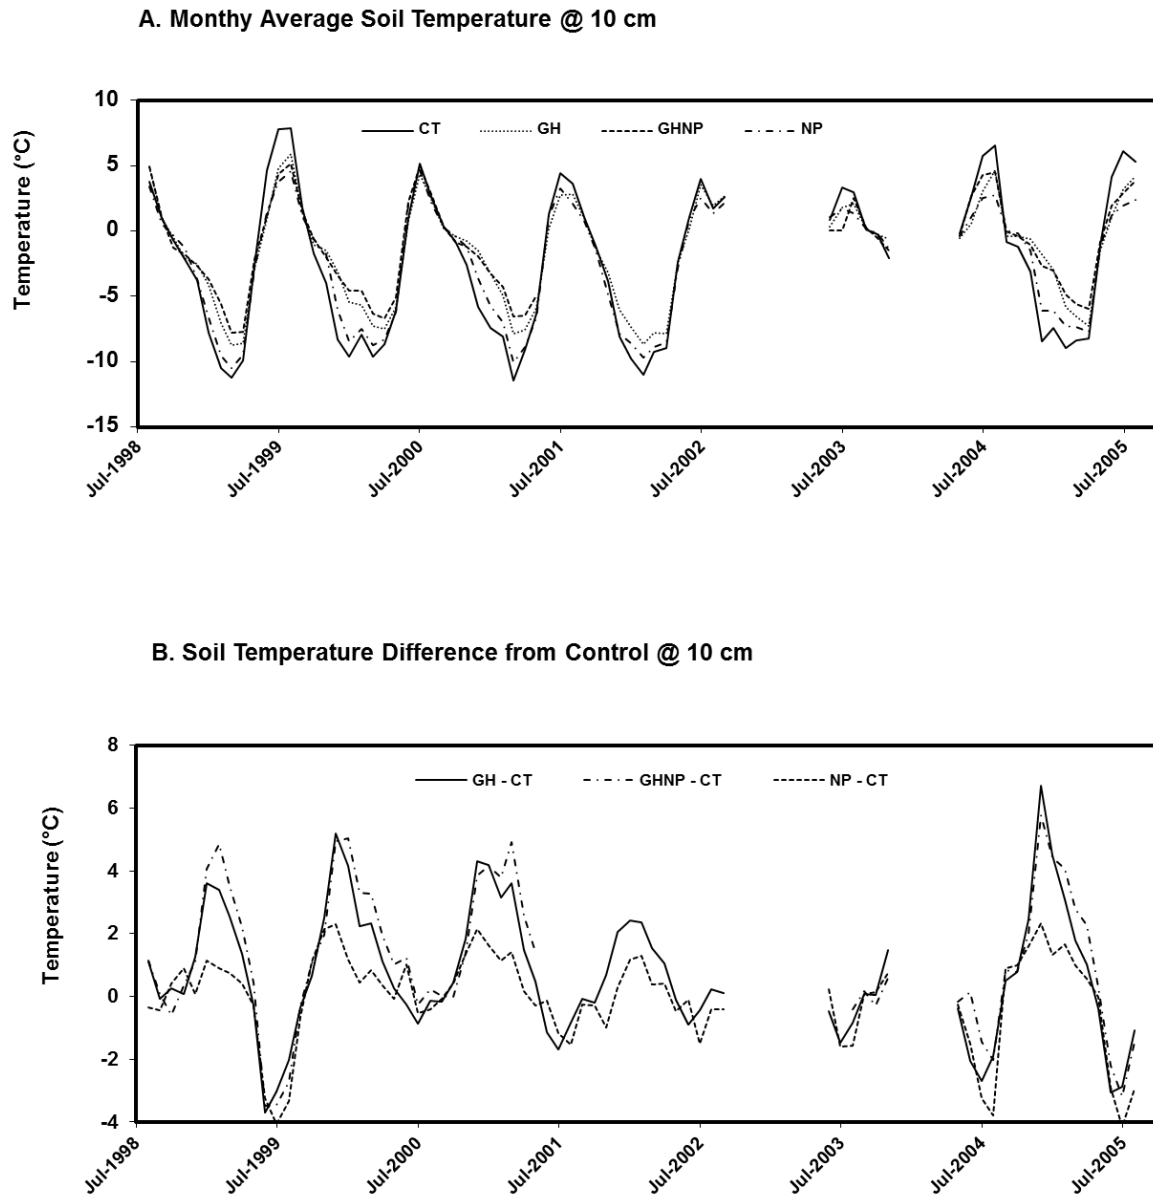 A. Monthy Average Soil Temperature @ 10 cm
Temperature (°C)
10
5
0
-5
-10
-15
CT GH GHNP NP
Jul-1998 Jul-1999 Jul-2000 Jul-2001 Jul-2002 Jul-2003 Jul-2004 Jul-2005
B. Soil Temperature Difference from Control @ 10 cm
Temperature (°C)
8
6
4
2
0
-2
-4
GH - CT GHNP - CT NP - CT
Jul-1998 Jul-1999 Jul-2000 Jul-2001 Jul-2002 Jul-2003 Jul-2004 Jul-2005